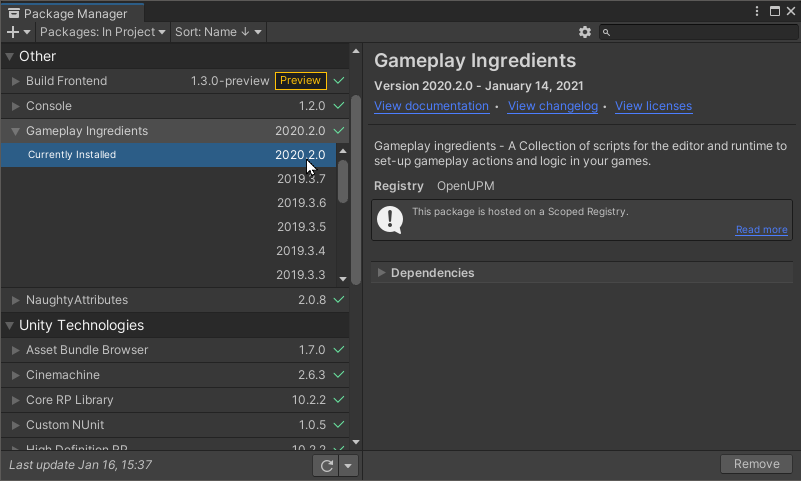 Package Manager
Packages: In Project
Sort: Name ↓
Other
Build Frontend 1.3.0-preview Preview
Console 1.2.0
Gameplay Ingredients 2020.2.0
Currently Installed 2020.2.0
2019.3.7
2019.3.6
2019.3.5
2019.3.4
2019.3.3
NaughtyAttributes 2.0.8
Unity Technologies
Asset Bundle Browser 1.7.0
Cinemachine 2.6.3
Core RP Library 10.2.2
Custom NUnit 1.0.5
High Definition RP 10.2.2
Last update Jan 16, 15:37
Gameplay Ingredients
Version 2020.2.0 - January 14, 2021
View documentation • View changelog • View licenses
Gameplay ingredients - A Collection of scripts for the editor and runtime to
set-up gameplay actions and logic in your games.
Registry OpenUPM
This package is hosted on a Scoped Registry.
Read more
Dependencies
Remove